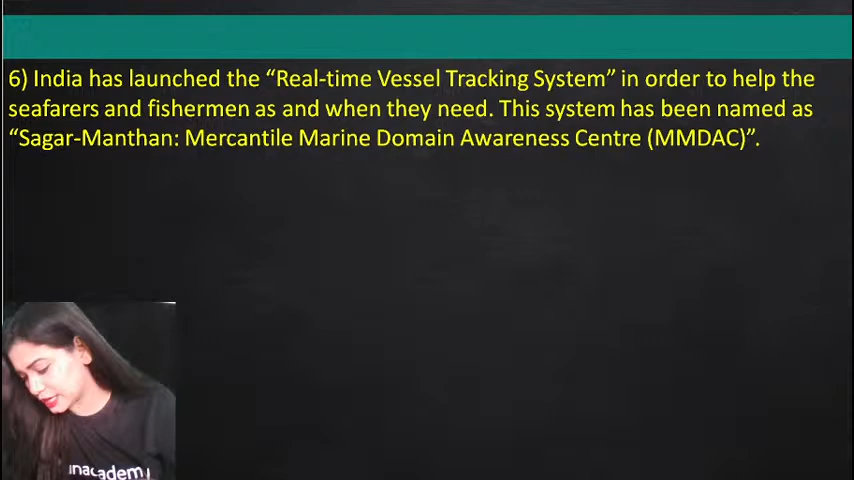 6) India has launched the “Real-time Vessel Tracking System” in order to help the
seafarers and fishermen as and when they need. This system has been named as
“Sagar-Manthan: Mercantile Marine Domain Awareness Centre (MMDAC)”.
inacademy